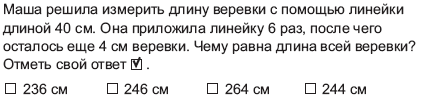 Маша решила измерить длину веревки с помощью линейки
длиной 40 см. Она приложила линейку 6 раз, после чего
осталось еще 4 см веревки. Чему равна длина всей веревки?
Отметь свой ответ ☑ .
☐ 236 см ☐ 246 см ☐ 264 см ☐ 244 см